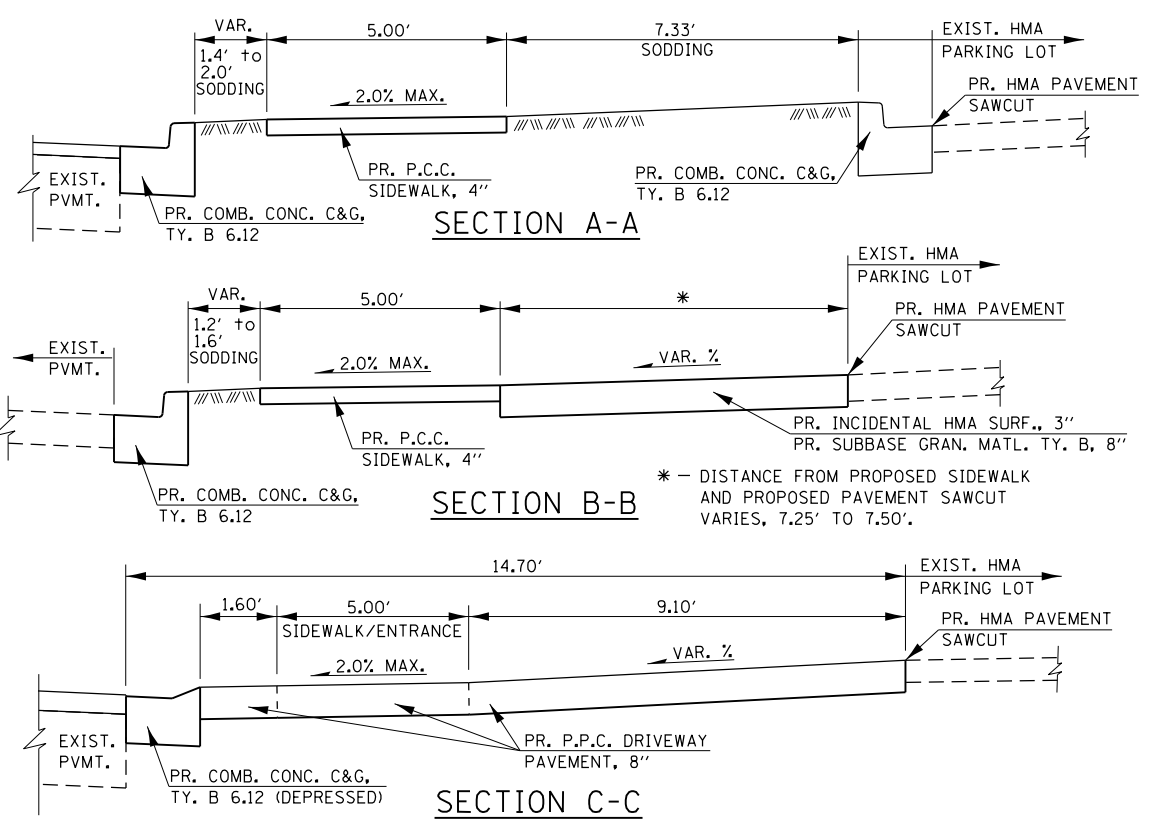 VAR.
5.00'
7.33'
SODDING
EXIST. HMA
PARKING LOT
1.4' to
2.0'
SODDING
2.0% MAX.
PR. HMA PAVEMENT
SAWCUT
EXIST.
PVMT.
PR. P.C.C.
SIDEWALK, 4''
PR. COMB. CONC. C&G,
TY. B 6.12
PR. COMB. CONC. C&G,
TY. B 6.12
SECTION A-A
EXIST. HMA
PARKING LOT
VAR.
5.00'
*
1.2' to
1.6'
SODDING
PR. HMA PAVEMENT
SAWCUT
EXIST.
PVMT.
2.0% MAX.
VAR. %
PR. P.C.C.
SIDEWALK, 4''
PR. INCIDENTAL HMA SURF., 3''
PR. SUBBASE GRAN. MATL. TY. B, 8''
PR. COMB. CONC. C&G,
TY. B 6.12
SECTION B-B
* - DISTANCE FROM PROPOSED SIDEWALK
AND PROPOSED PAVEMENT SAWCUT
VARIES, 7.25' TO 7.50'.
14.70'
EXIST. HMA
PARKING LOT
1.60'
5.00'
SIDEWALK/ENTRANCE
9.10'
PR. HMA PAVEMENT
SAWCUT
2.0% MAX.
VAR. %
EXIST.
PVMT.
PR. P.P.C. DRIVEWAY
PAVEMENT, 8''
PR. COMB. CONC. C&G,
TY. B 6.12 (DEPRESSED)
SECTION C-C